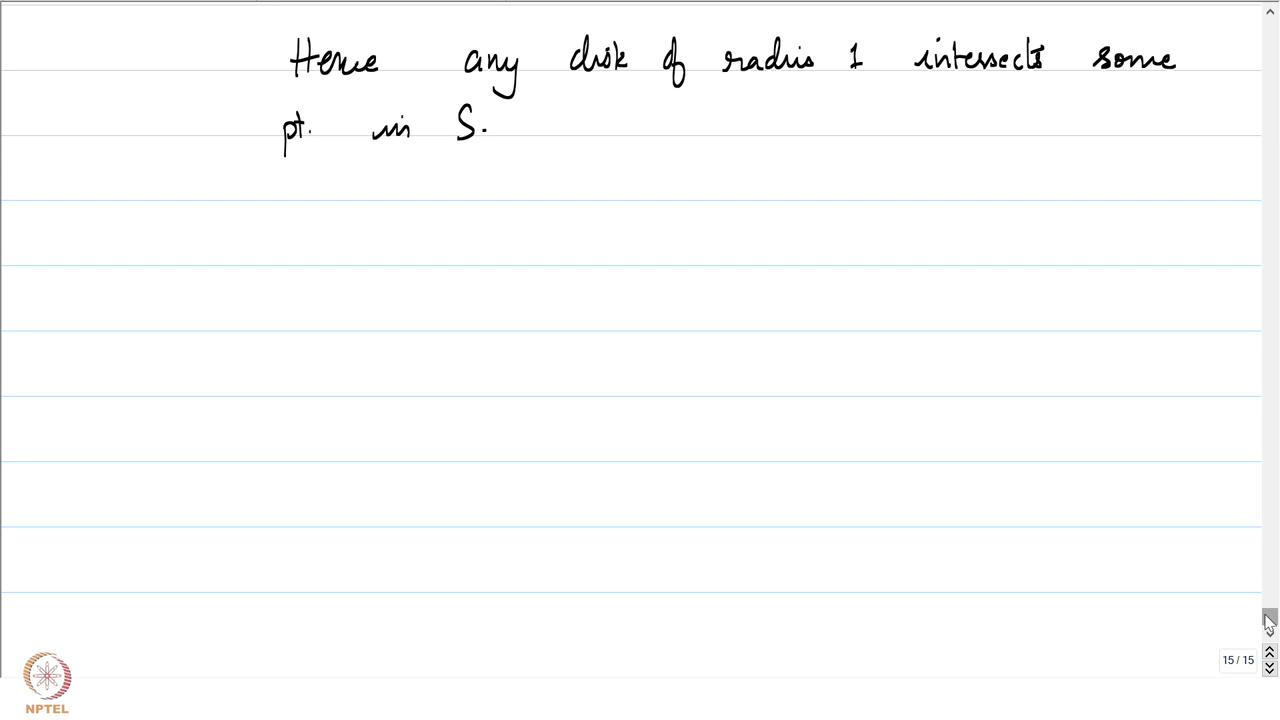 Hence any disk of radius 1 intersects some
pt. in S.
15 / 15
NPTEL